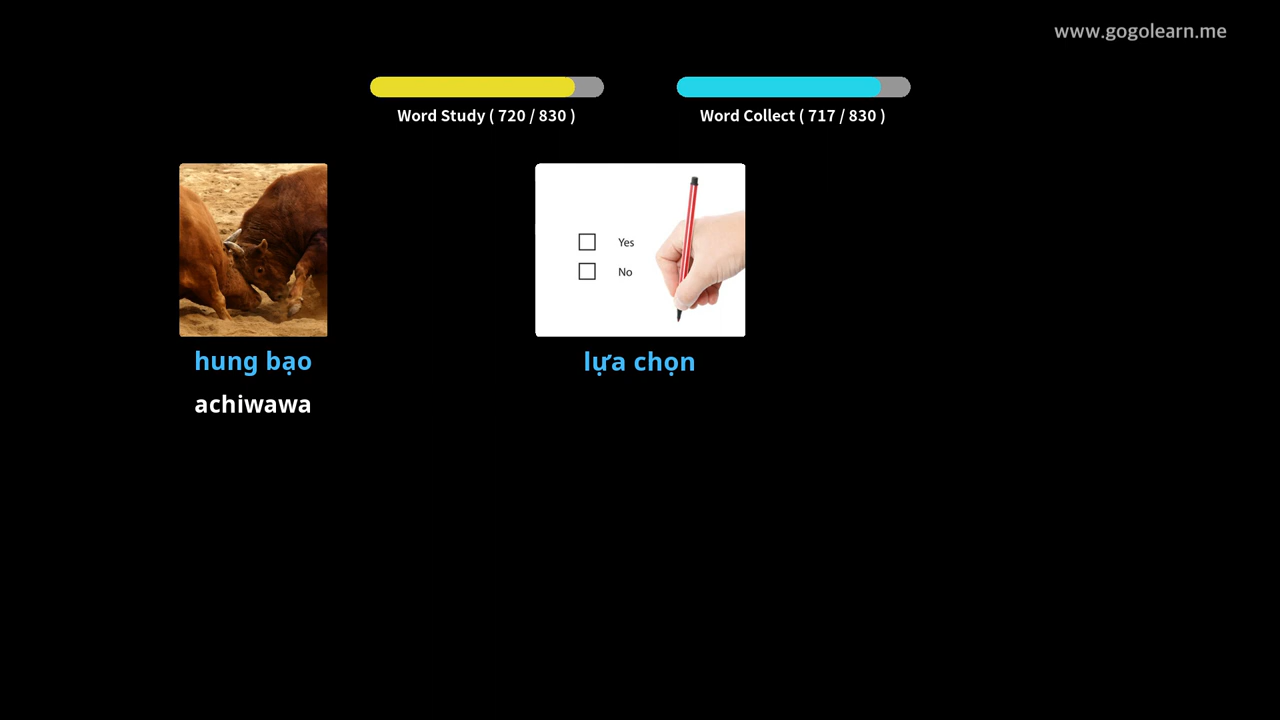 www.gogolearn.me
Word Study ( 720 / 830 )
Word Collect ( 717 / 830 )
Yes
No
hung bạo
achiwawa
lựa chọn